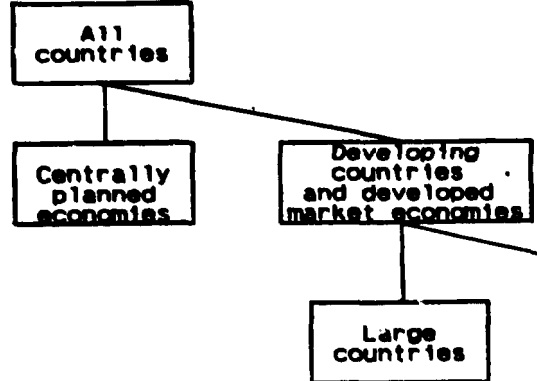 All
countries
Centrally
planned
economies
Developing
countries
and developed
market economies
Large
countries